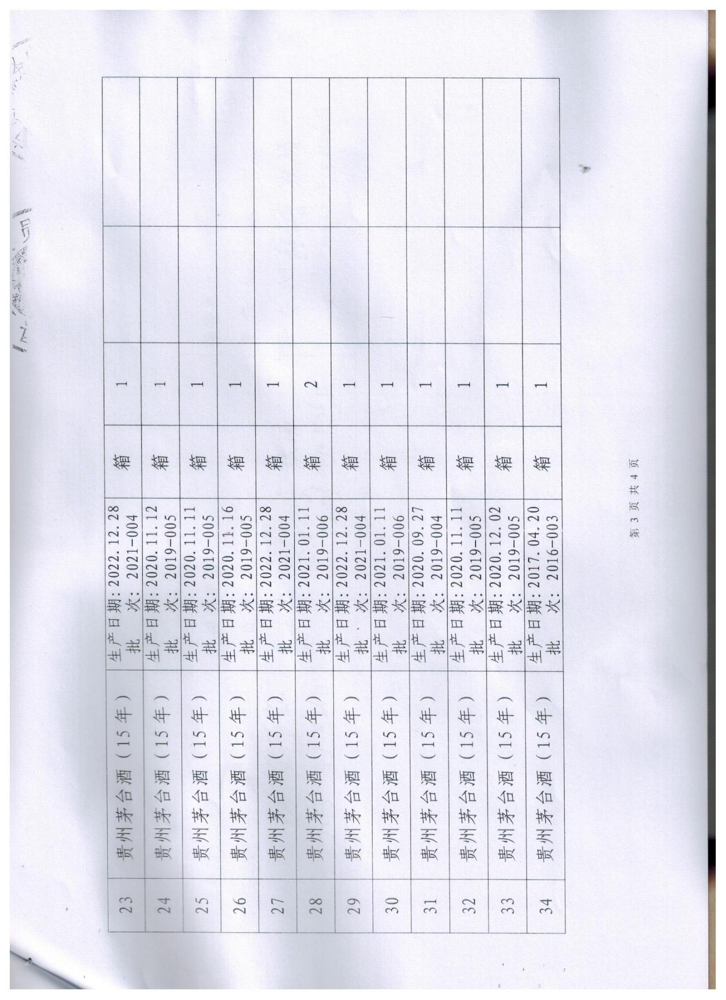 23 贵州茅台酒（15年） 生产日期:2022.12.28 箱 1
批 次: 2021-004
24 贵州茅台酒（15年） 生产日期:2020.11.12 箱 1
批 次: 2019-005
25 贵州茅台酒（15年） 生产日期:2020.11.11 箱 1
批 次: 2019-005
26 贵州茅台酒（15年） 生产日期:2020.11.16 箱 1
批 次: 2019-005
27 贵州茅台酒（15年） 生产日期:2022.12.28 箱 1
批 次: 2021-004
28 贵州茅台酒（15年） 生产日期:2021.01.11 箱 2
批 次: 2019-006
29 贵州茅台酒（15年） 生产日期:2022.12.28 箱 1
批 次: 2021-004
30 贵州茅台酒（15年） 生产日期:2021.01.11 箱 1
批 次: 2019-006
31 贵州茅台酒（15年） 生产日期:2020.09.27 箱 1
批 次: 2019-004
32 贵州茅台酒（15年） 生产日期:2020.11.11 箱 1
批 次: 2019-005
33 贵州茅台酒（15年） 生产日期:2020.12.02 箱 1
批 次: 2019-005
34 贵州茅台酒（15年） 生产日期:2017.04.20 箱 1
批 次: 2016-003
第 3 页 共 4 页